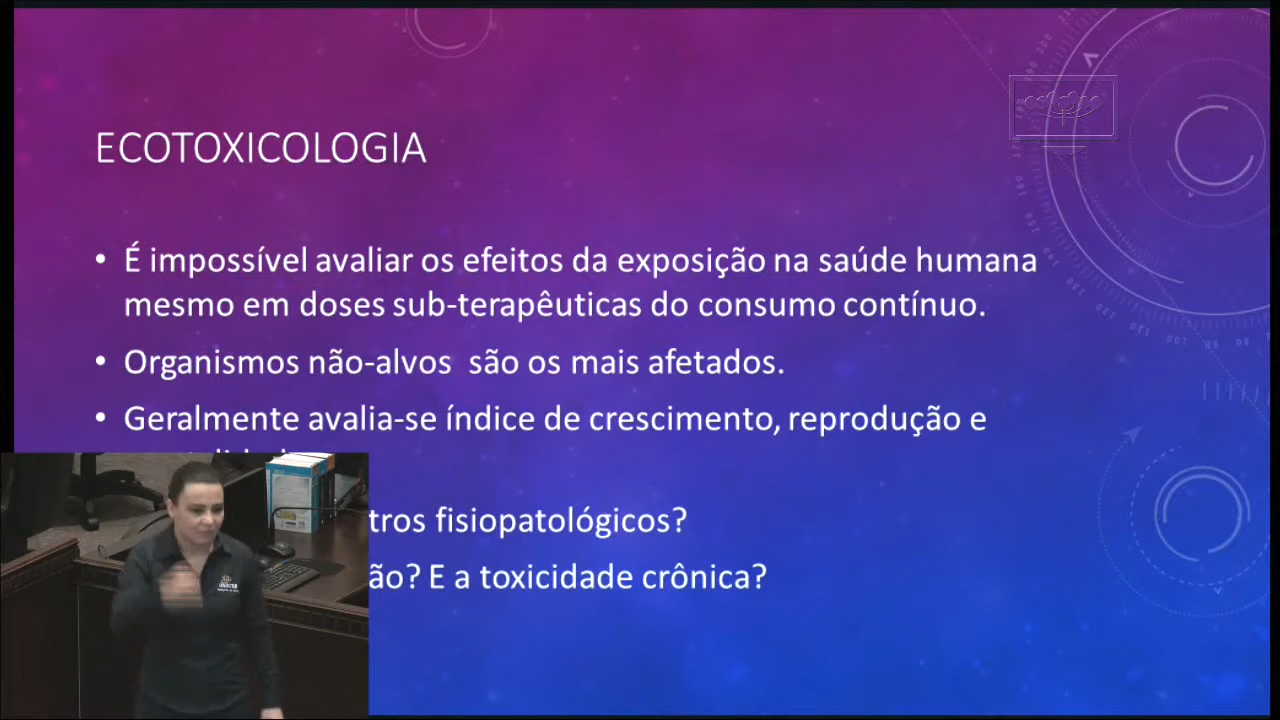 ECOTOXICOLOGIA
• É impossível avaliar os efeitos da exposição na saúde humana
mesmo em doses sub-terapêuticas do consumo contínuo.
• Organismos não-alvos são os mais afetados.
• Geralmente avalia-se índice de crescimento, reprodução e
tros fisiopatológicos?
ão? E a toxicidade crônica?